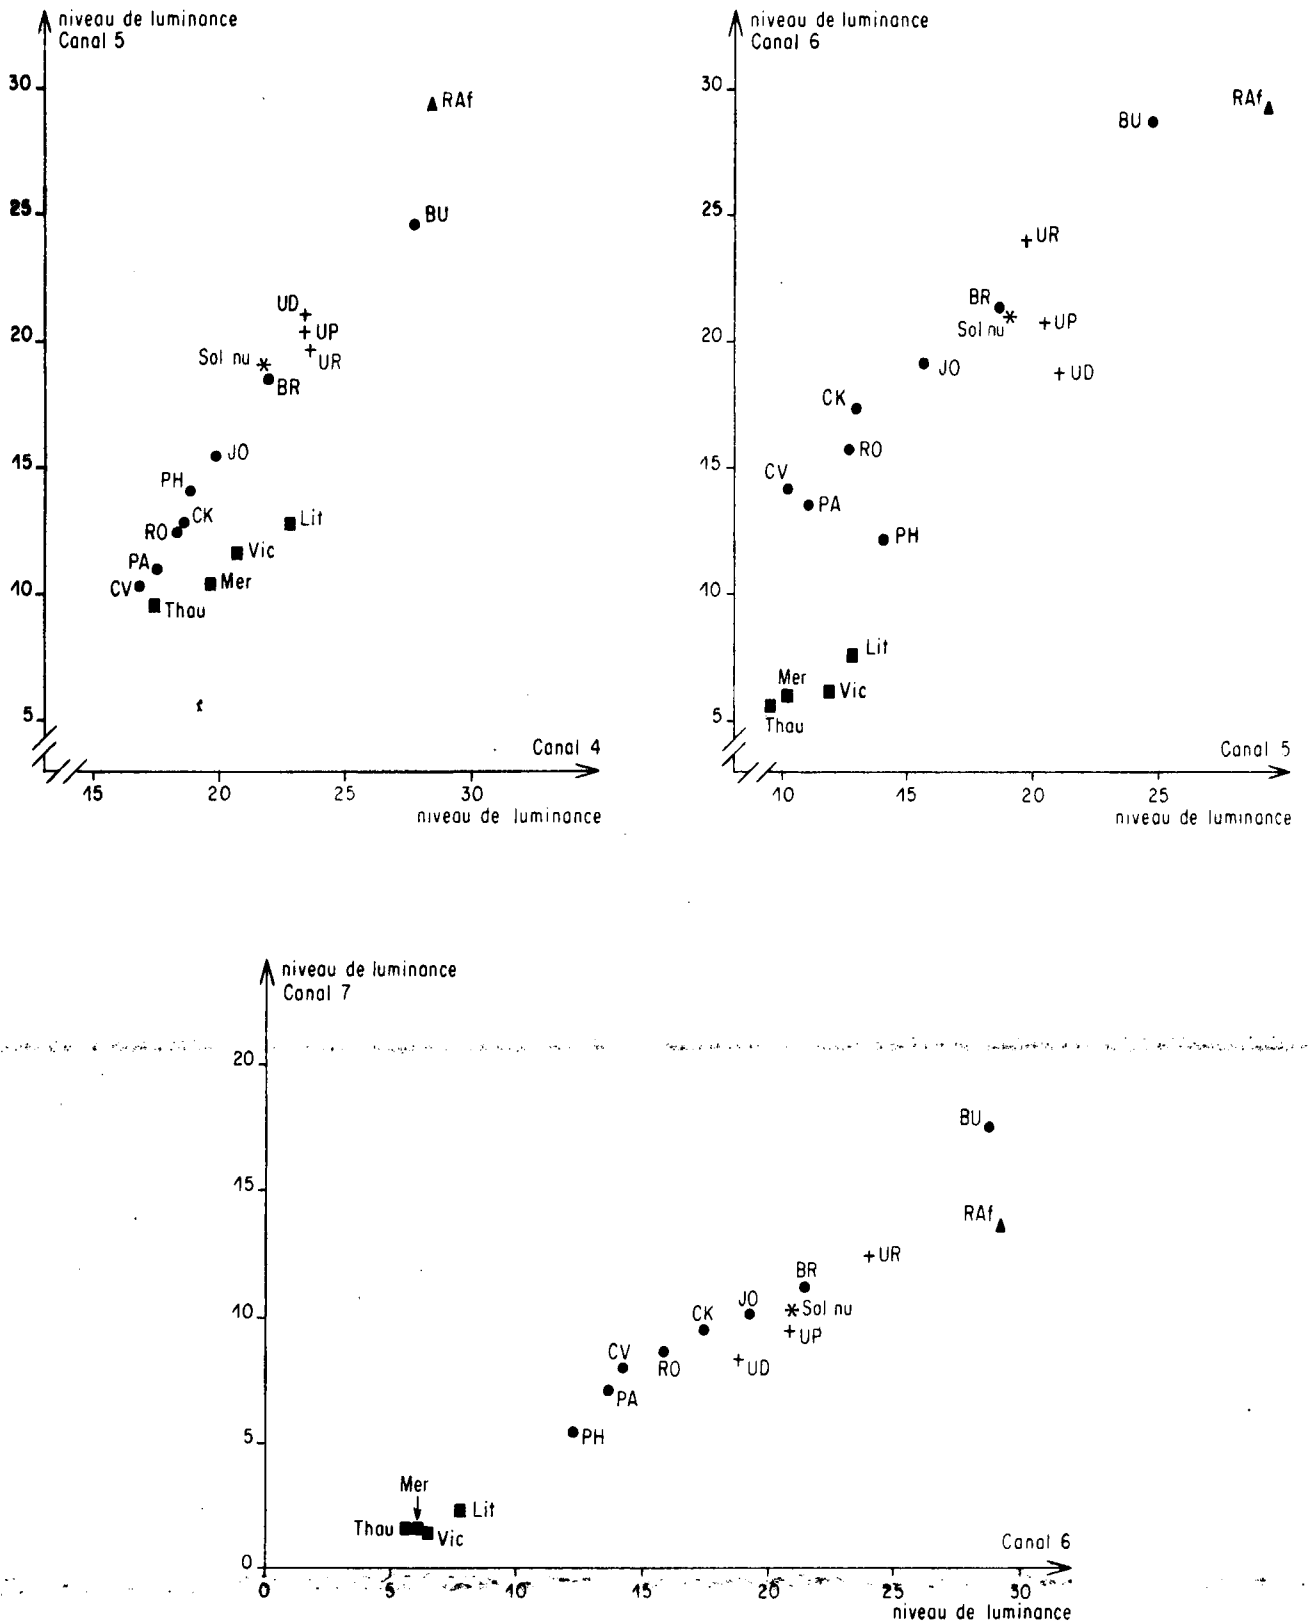 niveau de luminance
Canal 5
30
RAf
25
BU
UD
UP
20
Sol nu
UR
BR
15
JO
PH
CK
RO
Lit
Vic
PA
Mer
CV
10
Thau
5
Canal 4
15 20 25 30
niveau de luminance
niveau de luminance
Canal 6
30
RAf
BU
25
UR
BR
Sol nu
UP
20
JO
UD
CK
RO
15
CV
PA
PH
10
Lit
Mer
Vic
5
Thau
Canal 5
10 15 20 25
niveau de luminance
niveau de luminance
Canal 7
20
BU
15
RAf
UR
BR
10
JO
Sol nu
CK
UP
CV
RO
UD
PA
5
PH
Mer
Lit
Thau
Vic
Canal 6
0
0 5 10 15 20 25 30
niveau de luminance